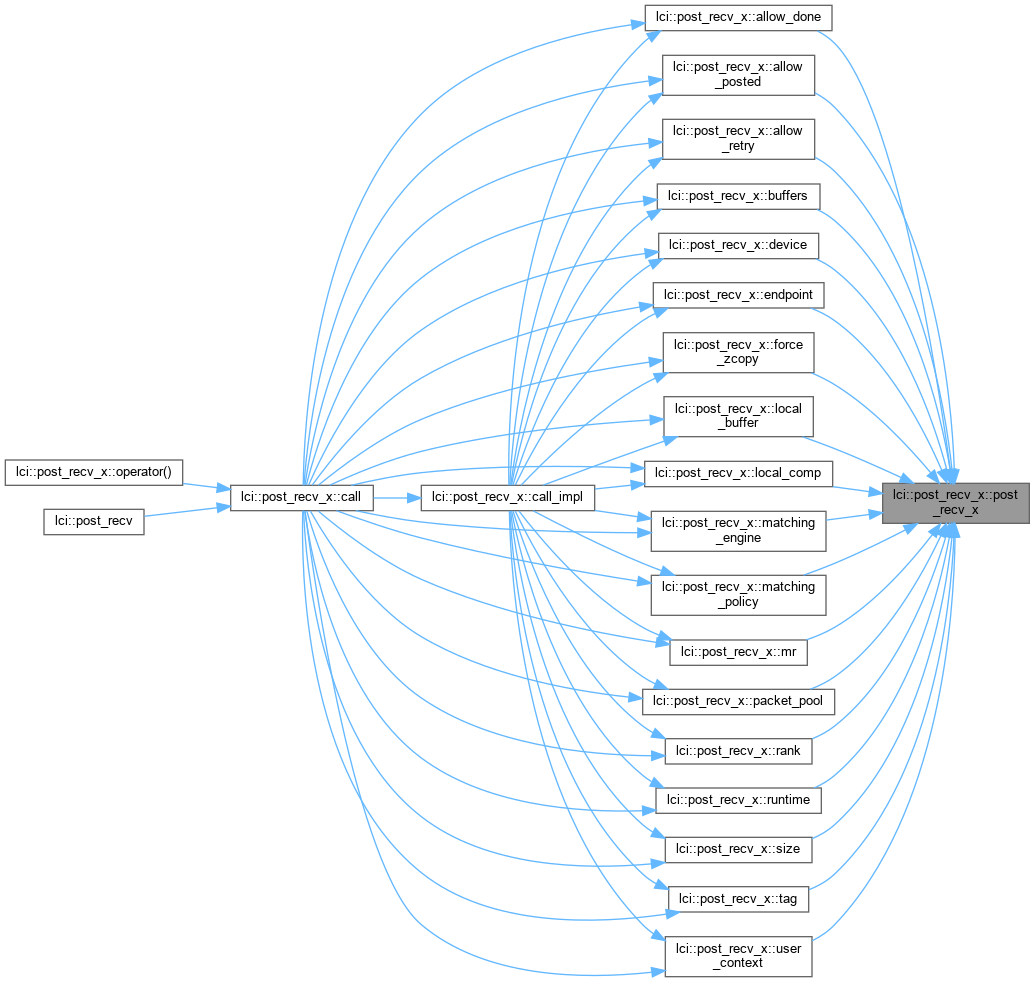 lci::post_recv_x::allow_done
lci::post_recv_x::allow
_posted
lci::post_recv_x::allow
_retry
lci::post_recv_x::buffers
lci::post_recv_x::device
lci::post_recv_x::endpoint
lci::post_recv_x::force
_zcopy
lci::post_recv_x::local
_buffer
lci::post_recv_x::operator()
lci::post_recv
lci::post_recv_x::call
lci::post_recv_x::call_impl
lci::post_recv_x::local_comp
lci::post_recv_x::post
_recv_x
lci::post_recv_x::matching
_engine
lci::post_recv_x::matching
_policy
lci::post_recv_x::mr
lci::post_recv_x::packet_pool
lci::post_recv_x::rank
lci::post_recv_x::runtime
lci::post_recv_x::size
lci::post_recv_x::tag
lci::post_recv_x::user
_context